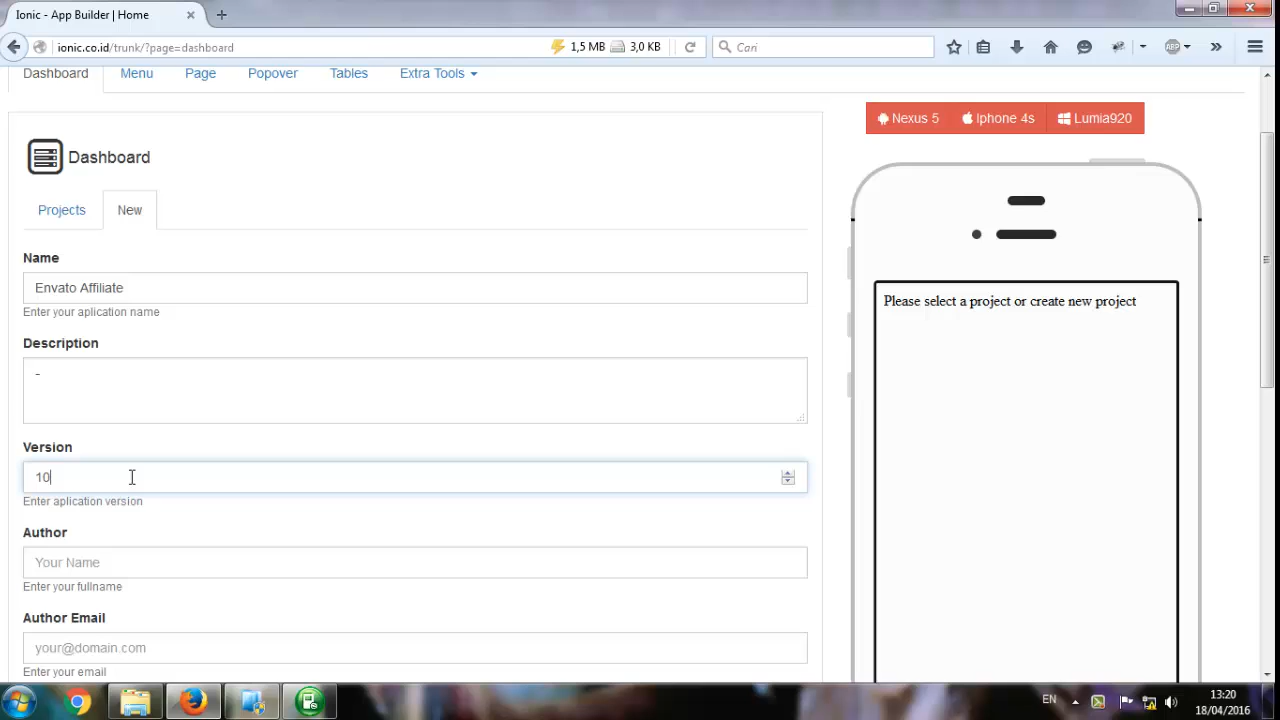 Ionic - App Builder | Home
ionic.co.id/trunk/?page=dashboard
1,5 MB
3,0 KB
Cari
ABP
Dashboard
Menu
Page
Popover
Tables
Extra Tools
Nexus 5
Iphone 4s
Lumia920
Dashboard
Projects
New
Name
Envato Affiliate
Enter your aplication name
Description
-
Version
10
Enter aplication version
Author
Your Name
Enter your fullname
Author Email
your@domain.com
Enter your email
Please select a project or create new project
EN
13:20
18/04/2016